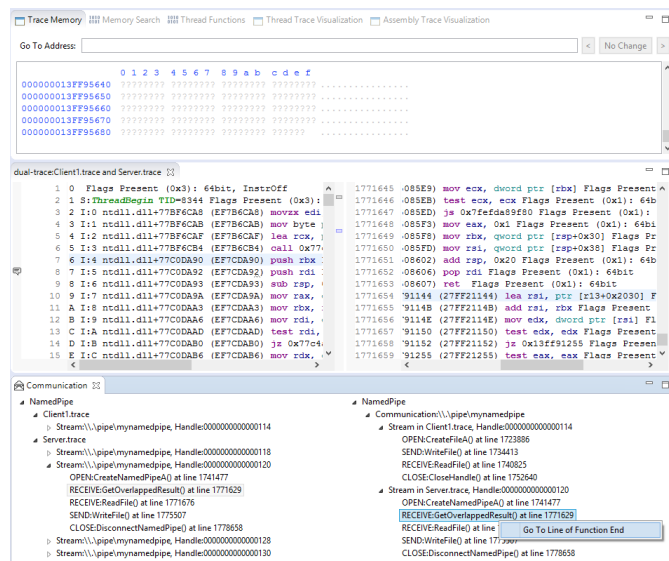 Trace Memory Memory Search Thread Functions Thread Trace Visualization Assembly Trace Visualization
Go To Address: < No Change >
0 1 2 3 4 5 6 7 8 9 a b c d e f
000000013FF95640 ???????? ???????? ???????? ???????? ................
000000013FF95650 ???????? ???????? ???????? ???????? ................
000000013FF95660 ???????? ???????? ???????? ???????? ................
000000013FF95670 ???????? ???????? ???????? ???????? ................
000000013FF95680 ???????? ???????? ???????? ?????? ..............
dual-trace:Client1.trace and Server.trace
1 0 Flags Present (0x3): 64bit, InstrOff
2 1 S:ThreadBegin TID=8344 Flags Present (0x3):
3 2 I:0 ntdll.dll+77BF6CA8 (EF7B6CA8) movzx edi
4 3 I:1 ntdll.dll+77BF6CAB (EF7B6CAB) mov byte
5 4 I:2 ntdll.dll+77BF6CAF (EF7B6CAF) lea rcx,
6 5 I:3 ntdll.dll+77BF6CB4 (EF7B6CB4) call 0x77
7 6 I:4 ntdll.dll+77C0DA90 (EF7CDA90) push rbx
8 7 I:5 ntdll.dll+77C0DA92 (EF7CDA92) push rdi
9 8 I:6 ntdll.dll+77C0DA93 (EF7CDA93) sub rsp,
10 9 I:7 ntdll.dll+77C0DA9A (EF7CDA9A) mov rax,
11 A I:8 ntdll.dll+77C0DAA3 (EF7CDAA3) mov rbx,
12 B I:9 ntdll.dll+77C0DAA6 (EF7CDAA6) mov rdi,
13 C I:A ntdll.dll+77C0DAAD (EF7CDAAD) test rdi,
14 D I:B ntdll.dll+77C0DAB0 (EF7CDAB0) jz 0x77c4
15 E I:C ntdll.dll+77C0DAB6 (EF7CDAB6) mov rdx,
1771645 085E9) mov ecx, dword ptr [rbx] Flags Present
1771646 085EB) test ecx, ecx Flags Present (0x1): 64b
1771647 085ED) js 0x7fefda89f80 Flags Present (0x1):
1771648 085F3) mov eax, 0x1 Flags Present (0x1): 64bi
1771649 085F8) mov rbx, qword ptr [rsp+0x30] Flags Pr
1771650 085FD) mov rsi, qword ptr [rsp+0x38] Flags Pr
1771651 08602) add rsp, 0x20 Flags Present (0x1): 64b
1771652 08606) pop rdi Flags Present (0x1): 64bit
1771653 08607) ret Flags Present (0x1): 64bit
1771654 91144 (27FF21144) lea rsi, ptr [r13+0x2030] F
1771655 9114B (27FF2114B) add rsi, rbx Flags Present
1771656 9114E (27FF2114E) mov edx, dword ptr [rsi] Fl
1771657 91150 (27FF21150) test edx, edx Flags Present
1771658 91152 (27FF21152) jz 0x13ff91255 Flags Presen
1771659 91255 (27FF21255) test eax, eax Flags Present
Communication
NamedPipe
Client1.trace
Stream:\\.\pipe\mynamedpipe, Handle:0000000000000114
Server.trace
Stream:\\.\pipe\mynamedpipe, Handle:0000000000000118
Stream:\\.\pipe\mynamedpipe, Handle:0000000000000120
OPEN:CreateNamedPipeA() at line 1741477
RECEIVE:GetOverlappedResult() at line 1771629
RECEIVE:ReadFile() at line 1771676
SEND:WriteFile() at line 1775507
CLOSE:DisconnectNamedPipe() at line 1778658
Stream:\\.\pipe\mynamedpipe, Handle:0000000000000128
Stream:\\.\pipe\mynamedpipe, Handle:0000000000000130
NamedPipe
Communication:\\.\pipe\mynamedpipe
Stream in Client1.trace, Handle:0000000000000114
OPEN:CreateFileA() at line 1723886
SEND:WriteFile() at line 1734413
RECEIVE:ReadFile() at line 1740825
CLOSE:CloseHandle() at line 1752640
Stream in Server.trace, Handle:0000000000000120
OPEN:CreateNamedPipeA() at line 1741477
RECEIVE:GetOverlappedResult() at line 1771629
RECEIVE:ReadFile() at line
Go To Line of Function End
SEND:WriteFile() at line
CLOSE:DisconnectNamedPipe() at line 1778658